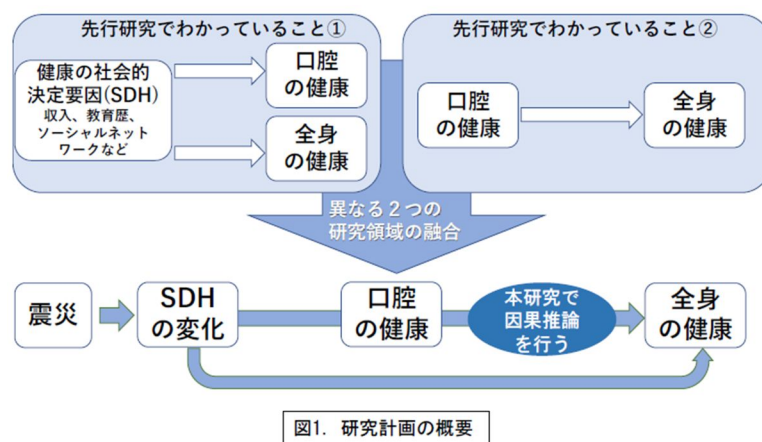 先行研究でわかっていること①
健康の社会的
決定要因(SDH)
収入、教育歴、
ソーシャルネット
ワークなど
口腔
の健康
全身
の健康
先行研究でわかっていること②
口腔
の健康
全身
の健康
異なる２つの
研究領域の融合
震災
SDH
の変化
口腔
の健康
本研究で
因果推論
を行う
全身
の健康
図1. 研究計画の概要